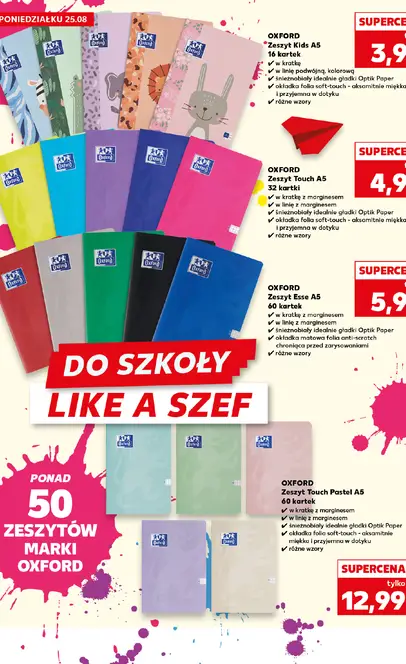 PONIEDZIAŁKU 25.08
SUPERCE
OXFORD
Zeszyt Kids A5
16 kartek
✔ w kratkę
✔ w linię podwójną, kolorową
✔ śnieżnobiały idealnie gładki Optik Paper
✔ okładka folia soft-touch - aksamitnie miękka
i przyjemna w dotyku
✔ różne wzory
3,9
OXFORD
Zeszyt Touch A5
32 kartki
✔ w kratkę z marginesem
✔ w linię z marginesem
✔ śnieżnobiały idealnie gładki Optik Paper
✔ okładka folia soft-touch - aksamitnie miękka
i przyjemna w dotyku
✔ różne wzory
SUPERCE
4,9
OXFORD
Zeszyt Esse A5
60 kartek
✔ w kratkę z marginesem
✔ w linię z marginesem
✔ śnieżnobiały idealnie gładki Optik Paper
✔ okładka matowa folia anti-scratch
chroniąca przed zarysowaniami
✔ różne wzory
SUPERCE
5,9
DO SZKOŁY
LIKE A SZEF
PONAD
50
ZESZYTÓW
MARKI
OXFORD
OXFORD
Zeszyt Touch Pastel A5
60 kartek
✔ w kratkę z marginesem
✔ w linię z marginesem
✔ śnieżnobiały idealnie gładki Optik Paper
✔ okładka folia soft-touch - aksamitnie
miękka i przyjemna w dotyku
✔ różne wzory
SUPERCENA
tylko
12,99